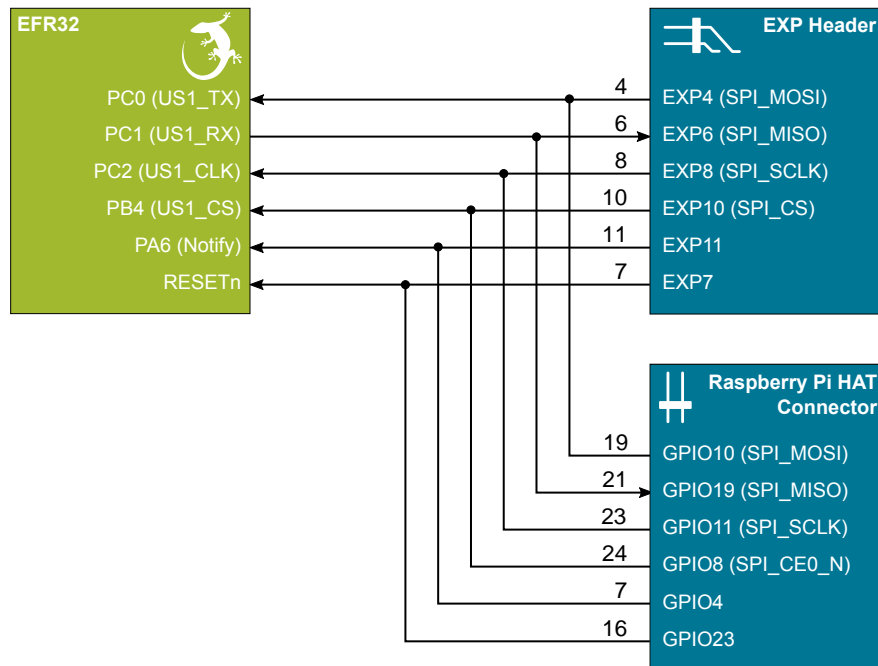 EFR32
PC0 (US1_TX)
PC1 (US1_RX)
PC2 (US1_CLK)
PB4 (US1_CS)
PA6 (Notify)
RESETn
EXP Header
4 EXP4 (SPI_MOSI)
6 EXP6 (SPI_MISO)
8 EXP8 (SPI_SCLK)
10 EXP10 (SPI_CS)
11 EXP11
7 EXP7
Raspberry Pi HAT
Connector
19 GPIO10 (SPI_MOSI)
21 GPIO19 (SPI_MISO)
23 GPIO11 (SPI_SCLK)
24 GPIO8 (SPI_CE0_N)
7 GPIO4
16 GPIO23